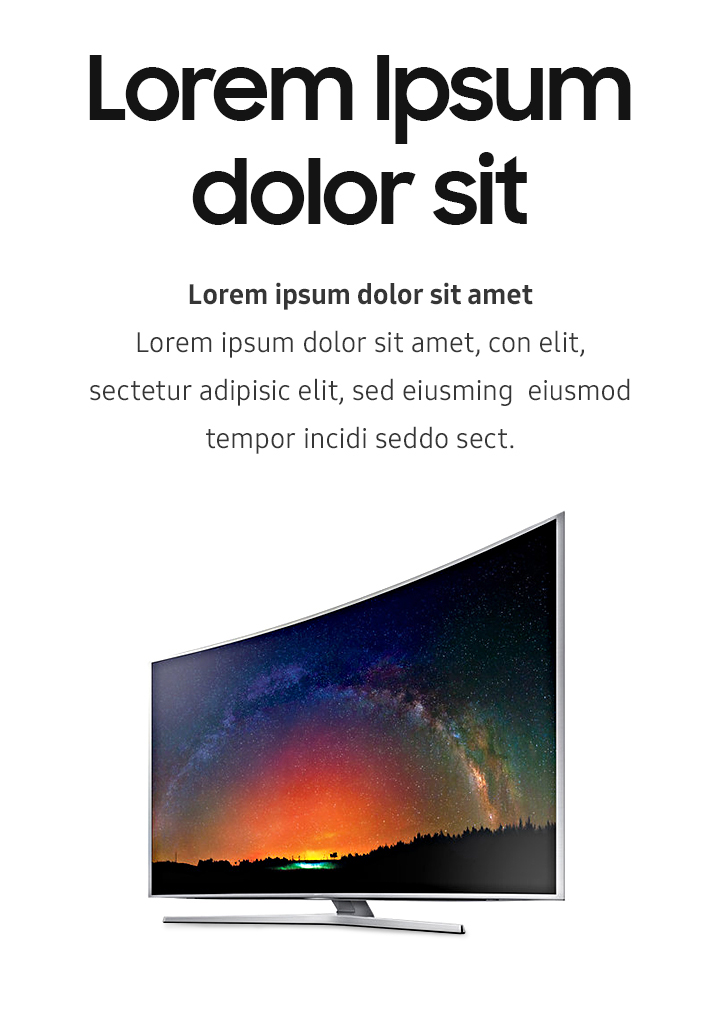 Lorem Ipsum
dolor sit
Lorem ipsum dolor sit amet
Lorem ipsum dolor sit amet, con elit,
sectetur adipisic elit, sed eiusming  eiusmod
tempor incidi seddo sect.